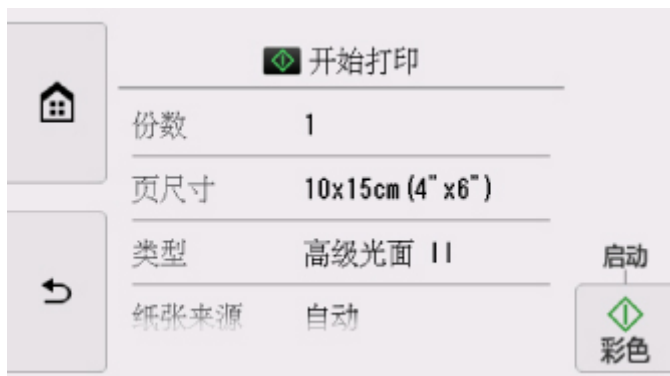 开始打印
份数 1
页尺寸 10x15cm(4"x6")
类型 高级光面 II
纸张来源 自动
启动
彩色